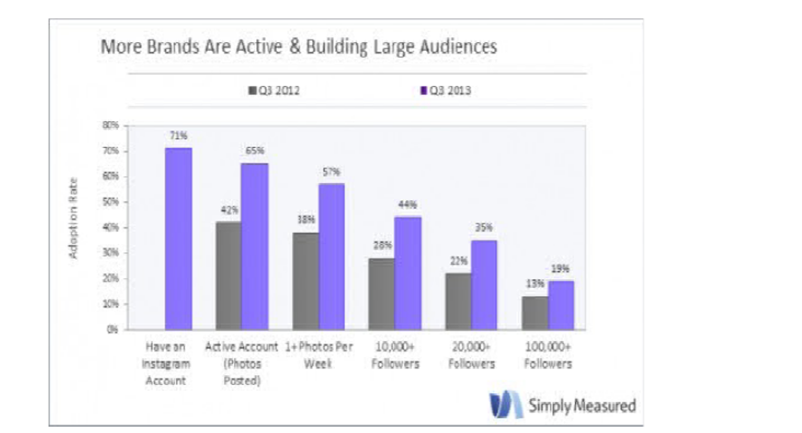 More Brands Are Active & Building Large Audiences
Q3 2012 Q3 2013
80%
70%
60%
50%
40%
30%
20%
10%
0%
Adoption Rate
71%
42% 65%
38% 57%
28% 44%
22% 35%
13% 19%
Have an Instagram Account
Active Account (Photos Posted)
1+ Photos Per Week
10,000+ Followers
20,000+ Followers
100,000+ Followers
Simply Measured